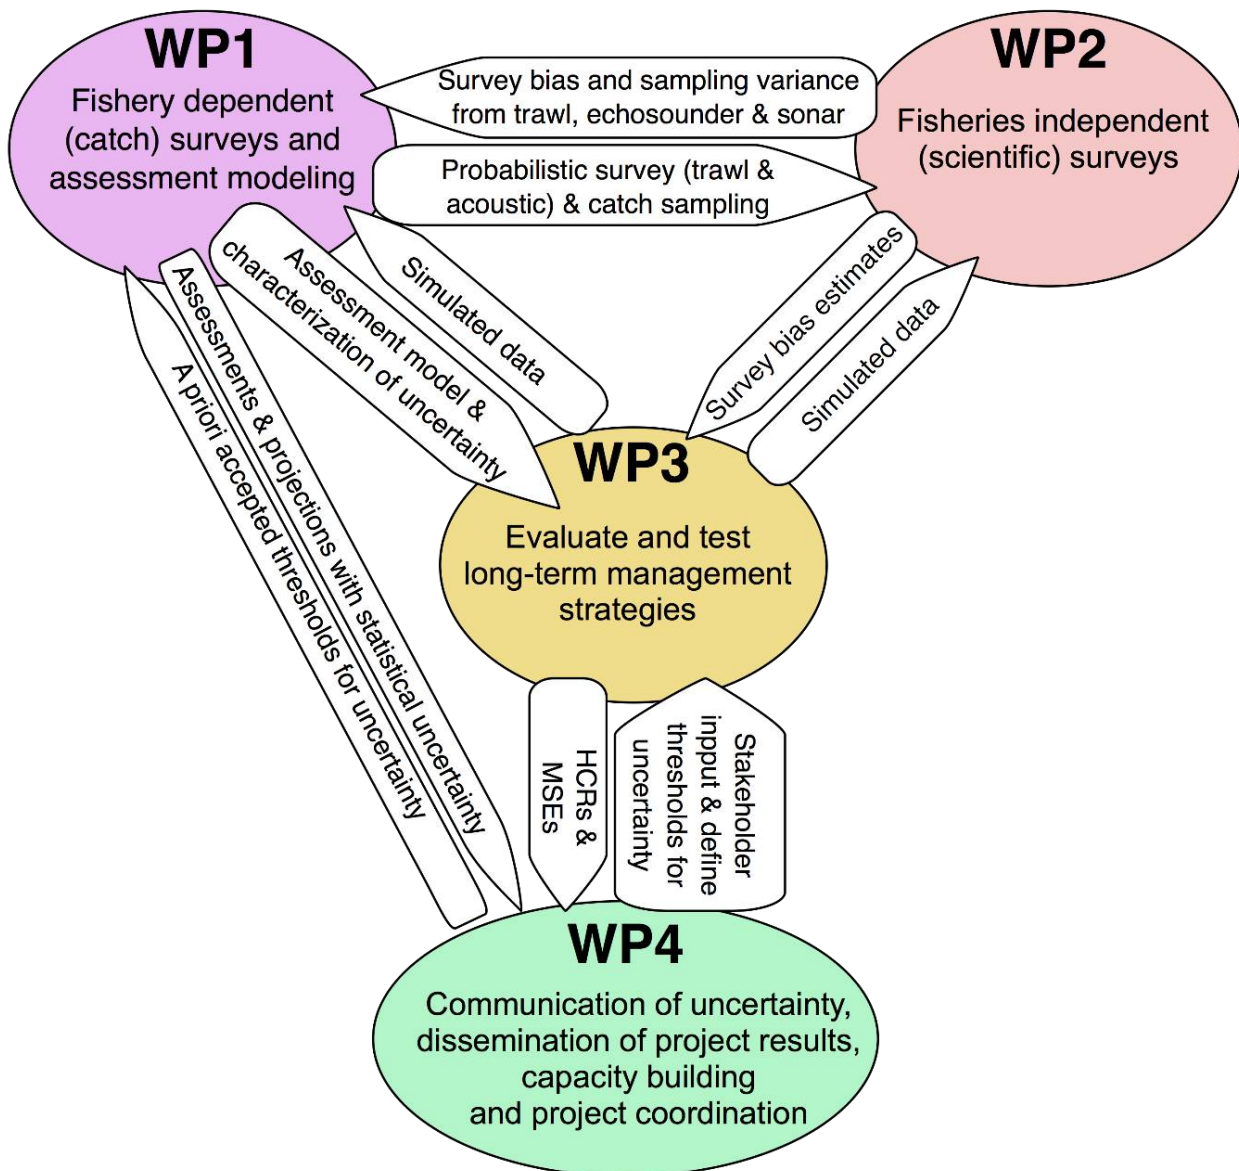 WP1
Fishery dependent
(catch) surveys and
assessment modeling
Survey bias and sampling variance
from trawl, echosounder & sonar
WP2
Fisheries independent
(scientific) surveys
Probabilistic survey (trawl &
acoustic) & catch sampling
Assessments & projections with statistical uncertainty
A priori accepted thresholds for uncertainty
Assessment model &
characterization of uncertainty
Simulated data
Survey bias estimates
Simulated data
WP3
Evaluate and test
long-term management
strategies
HCRs &
MSEs
Stakeholder
inpput & define
thresholds for
uncertainty
WP4
Communication of uncertainty,
dissemination of project results,
capacity building
and project coordination